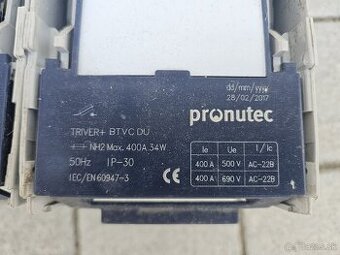 dd/mm/yyyy
28/02/2017
pronutec
TRIVER+ BTVC DU
NH2 Max. 400A 34W
50Hz IP-30
IEC/EN 60947-3
CE
Ie Ue I/Ic
400 A 500 V AC-22B
400 A 690 V AC-22B